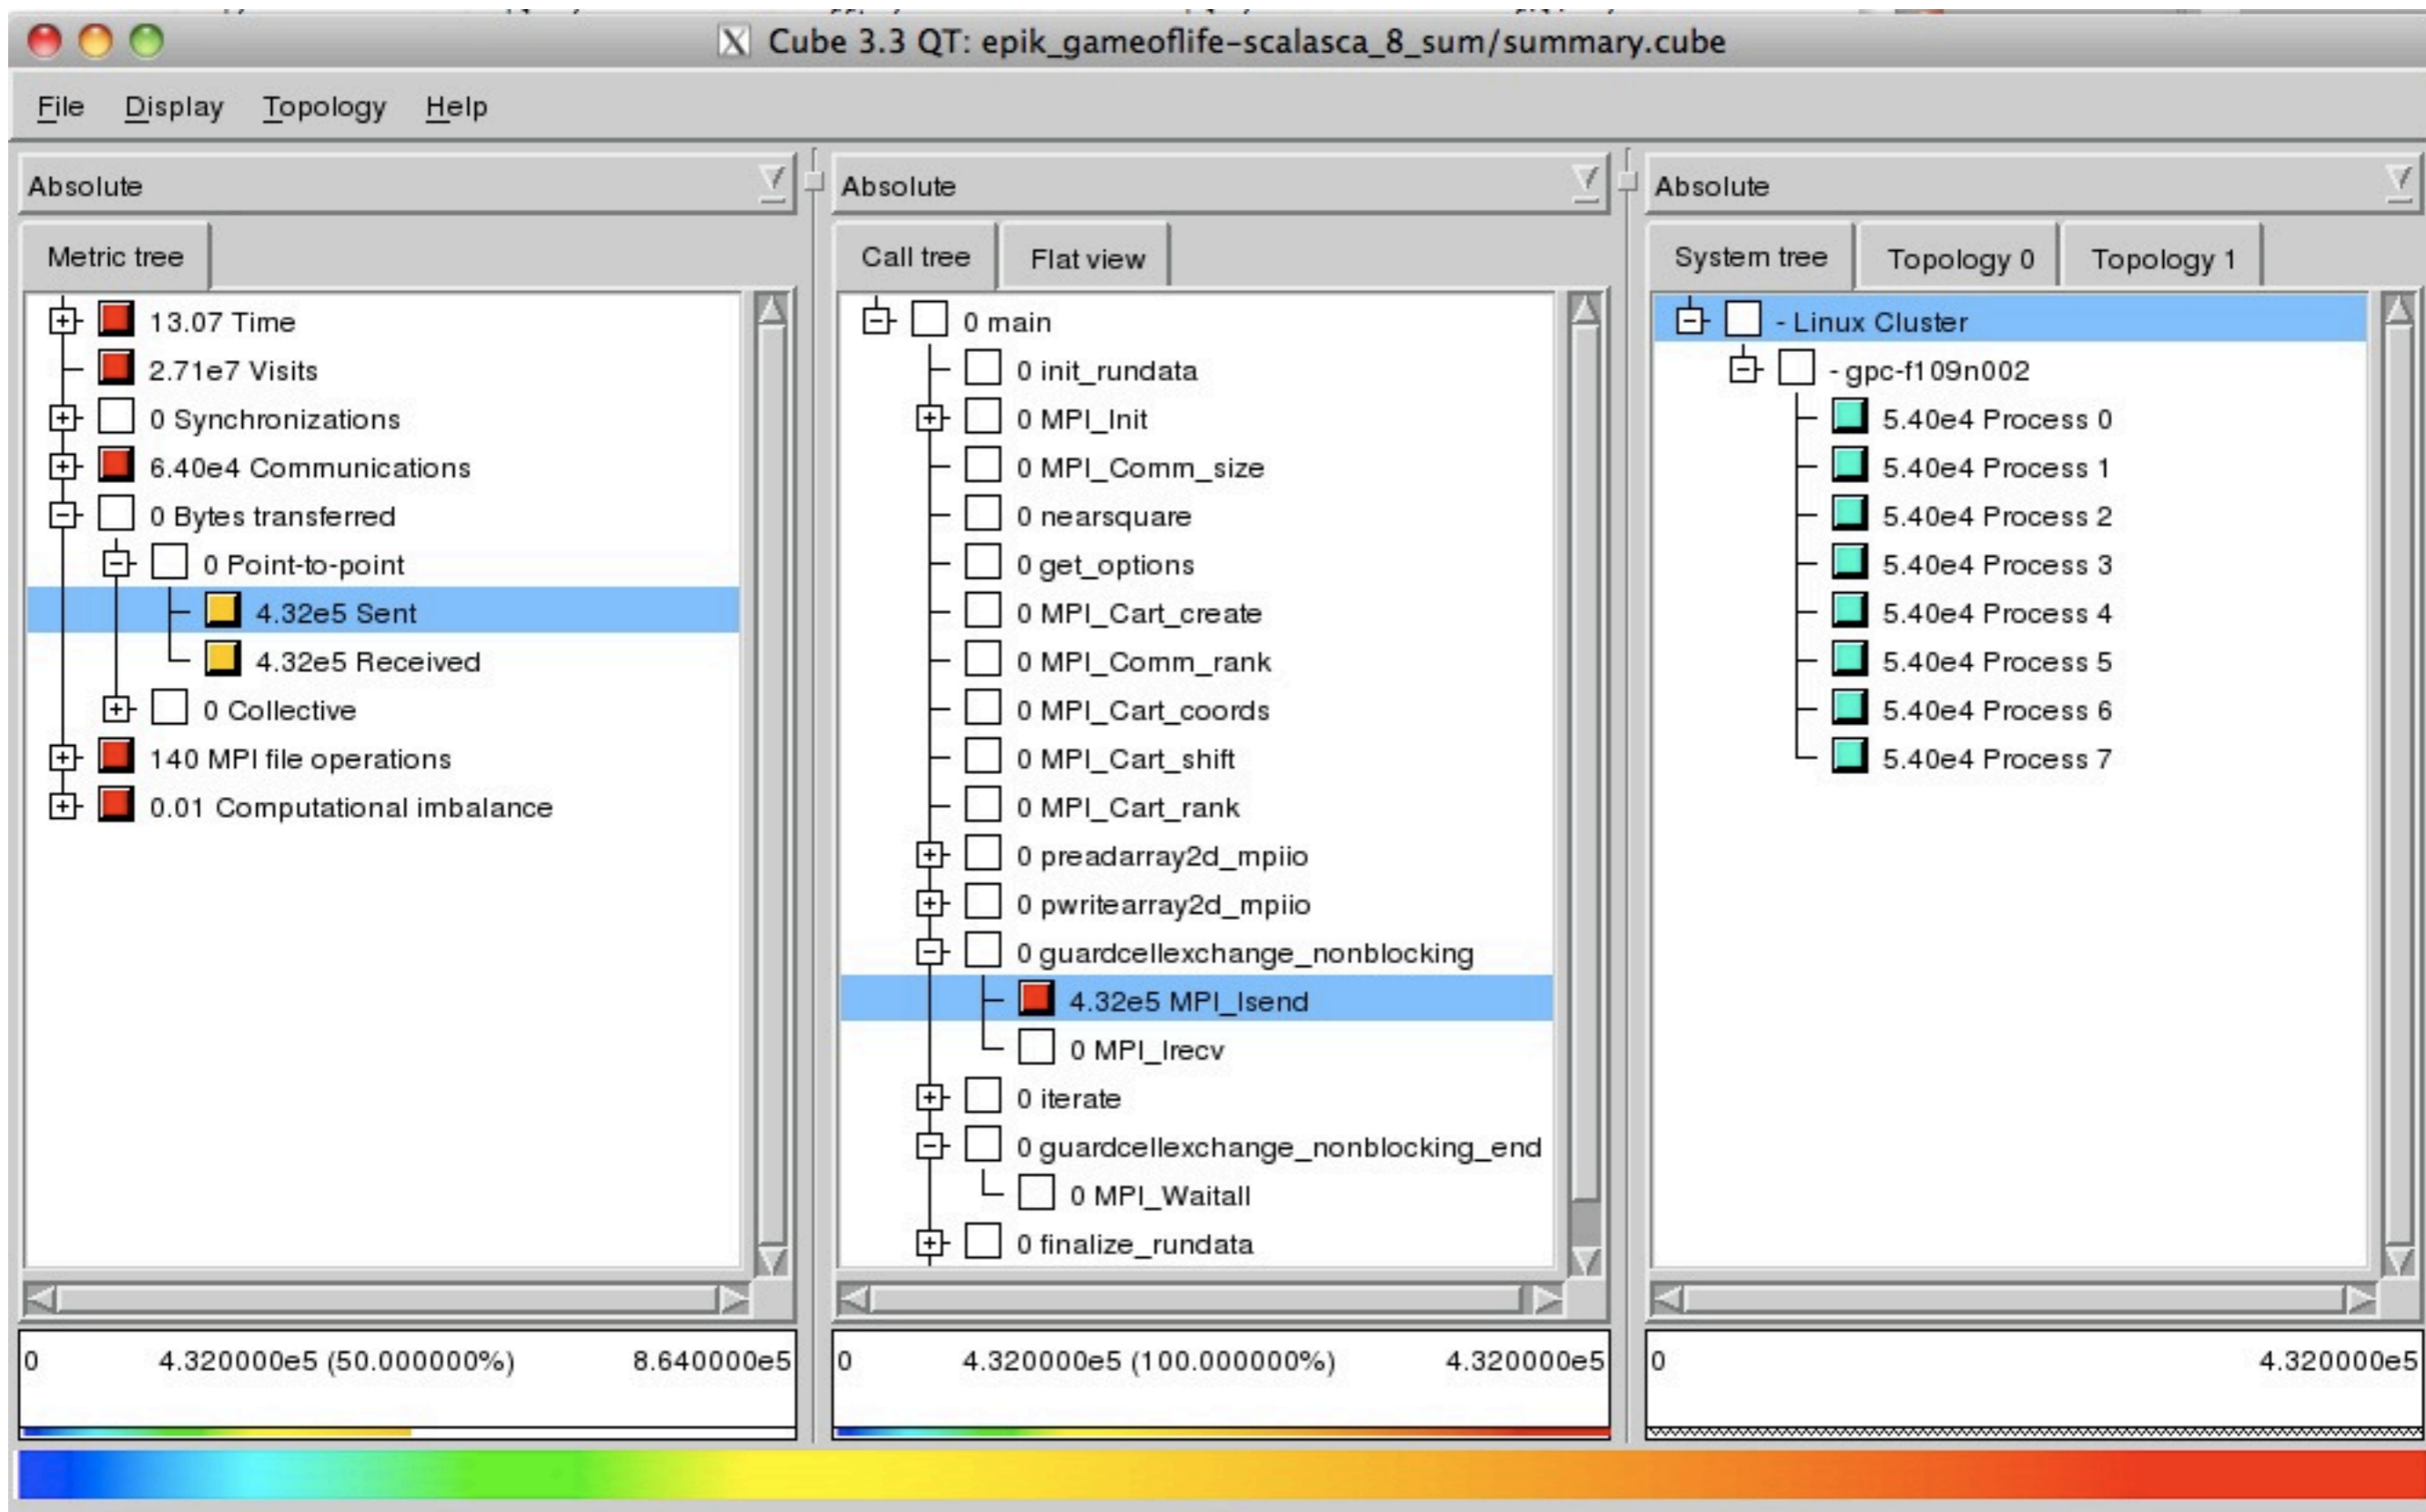 Cube 3.3 QT: epik_gameoflife-scalasca_8_sum/summary.cube
File Display Topology Help
Absolute
Metric tree
13.07 Time
2.71e7 Visits
0 Synchronizations
6.40e4 Communications
0 Bytes transferred
0 Point-to-point
4.32e5 Sent
4.32e5 Received
0 Collective
140 MPI file operations
0.01 Computational imbalance
0 4.320000e5 (50.000000%) 8.640000e5
Absolute
Call tree Flat view
0 main
0 init_rundata
0 MPI_Init
0 MPI_Comm_size
0 nearsquare
0 get_options
0 MPI_Cart_create
0 MPI_Comm_rank
0 MPI_Cart_coords
0 MPI_Cart_shift
0 MPI_Cart_rank
0 preadarray2d_mpiio
0 pwritearray2d_mpiio
0 guardcellexchange_nonblocking
4.32e5 MPI_Isend
0 MPI_Irecv
0 iterate
0 guardcellexchange_nonblocking_end
0 MPI_Waitall
0 finalize_rundata
0 4.320000e5 (100.000000%) 4.320000e5
Absolute
System tree Topology 0 Topology 1
- Linux Cluster
- gpc-f109n002
5.40e4 Process 0
5.40e4 Process 1
5.40e4 Process 2
5.40e4 Process 3
5.40e4 Process 4
5.40e4 Process 5
5.40e4 Process 6
5.40e4 Process 7
0 4.320000e5